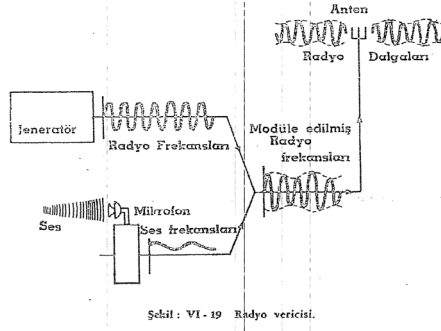 Anten
Radyo Dalgaları
Jeneratör
Radyo Frekansları
Modüle edilmiş
Radyo
frekansları
Mikrofon
Ses
Ses frekansları
Şekil : VI - 19 Radyo vericisi.